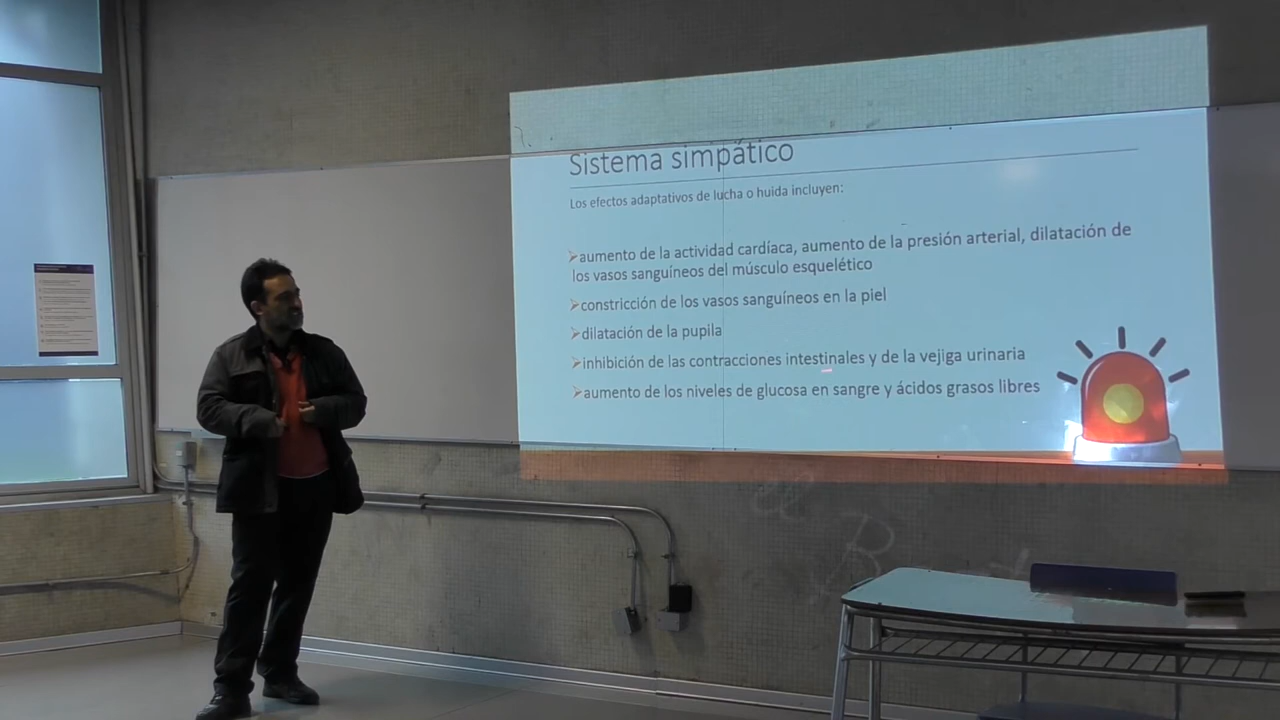 Sistema simpático
Los efectos adaptativos de lucha o huida incluyen:
aumento de la actividad cardíaca, aumento de la presión arterial, dilatación de
los vasos sanguíneos del músculo esquelético
constricción de los vasos sanguíneos en la piel
dilatación de la pupila
inhibición de las contracciones intestinales y de la vejiga urinaria
aumento de los niveles de glucosa en sangre y ácidos grasos libres
B